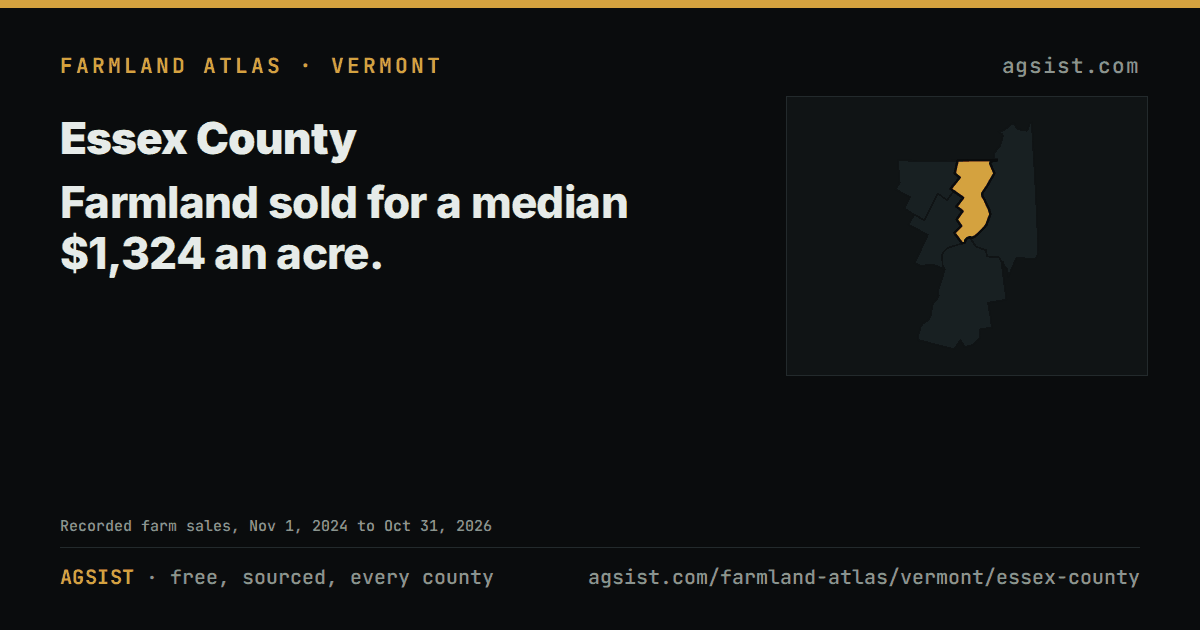 FARMLAND ATLAS · VERMONT
agsist.com
Essex County
Farmland sold for a median
$1,324 an acre.
Recorded farm sales, Nov 1, 2024 to Oct 31, 2026
AGSIST · free, sourced, every county
agsist.com/farmland-atlas/vermont/essex-county